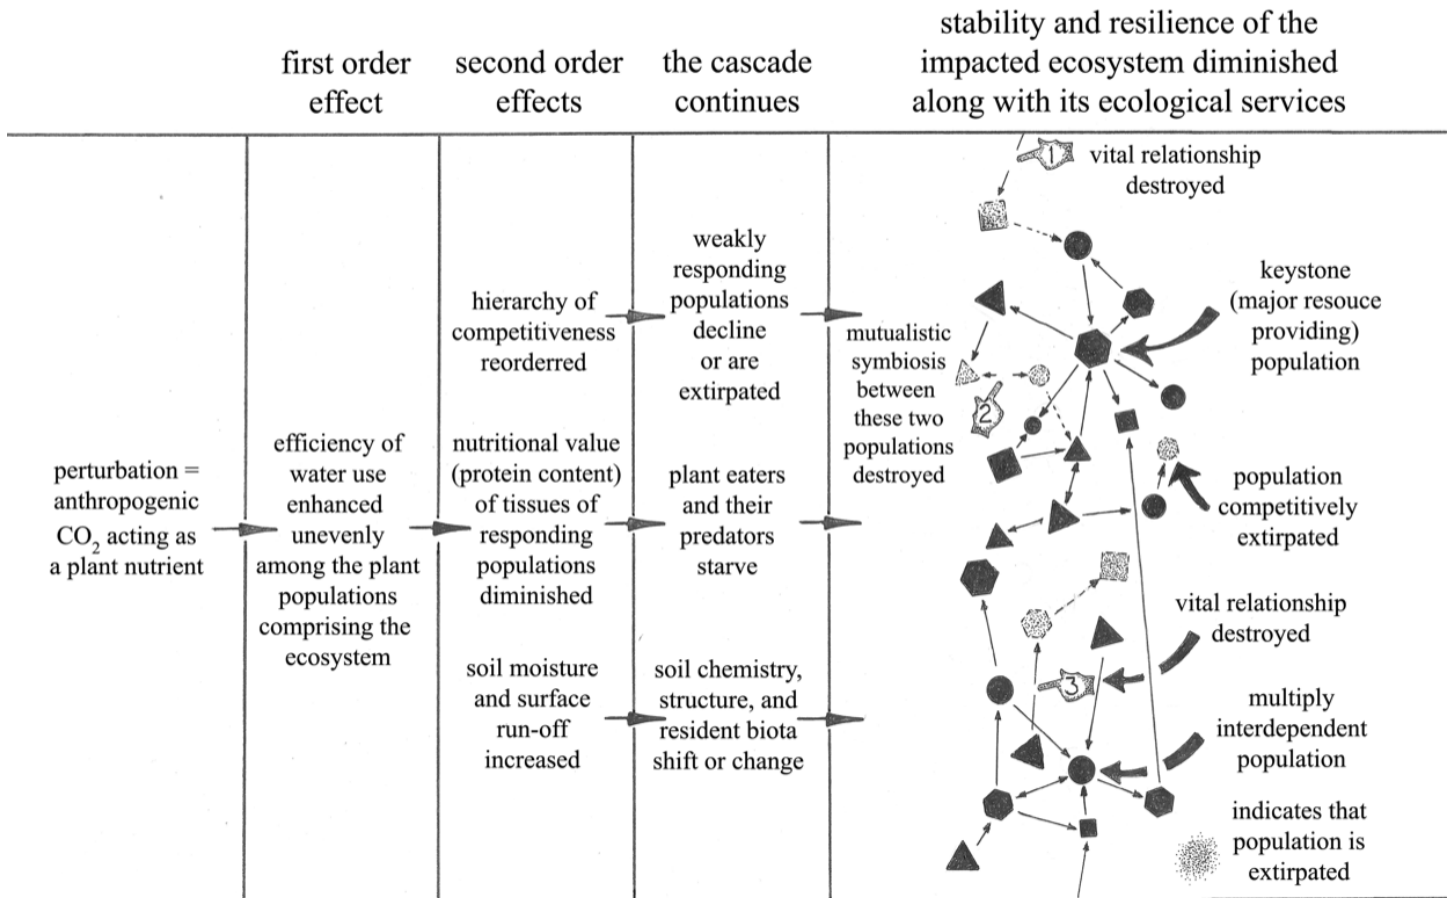 first order
effect
second order
effects
the cascade
continues
stability and resilience of the
impacted ecosystem diminished
along with its ecological services
perturbation =
anthropogenic
CO₂ acting as
a plant nutrient
efficiency of
water use
enhanced
unevenly
among the plant
populations
comprising the
ecosystem
hierarchy of
competitiveness
reorderred
nutritional value
(protein content)
of tissues of
responding
populations
diminished
soil moisture
and surface
run-off
increased
weakly
responding
populations
decline
or are
extirpated
plant eaters
and their
predators
starve
soil chemistry,
structure, and
resident biota
shift or change
1
vital relationship
destroyed
keystone
(major resouce
providing)
population
mutualistic
symbiosis
between
these two
populations
destroyed
2
population
competitively
extirpated
vital relationship
destroyed
3
multiply
interdependent
population
indicates that
population is
extirpated